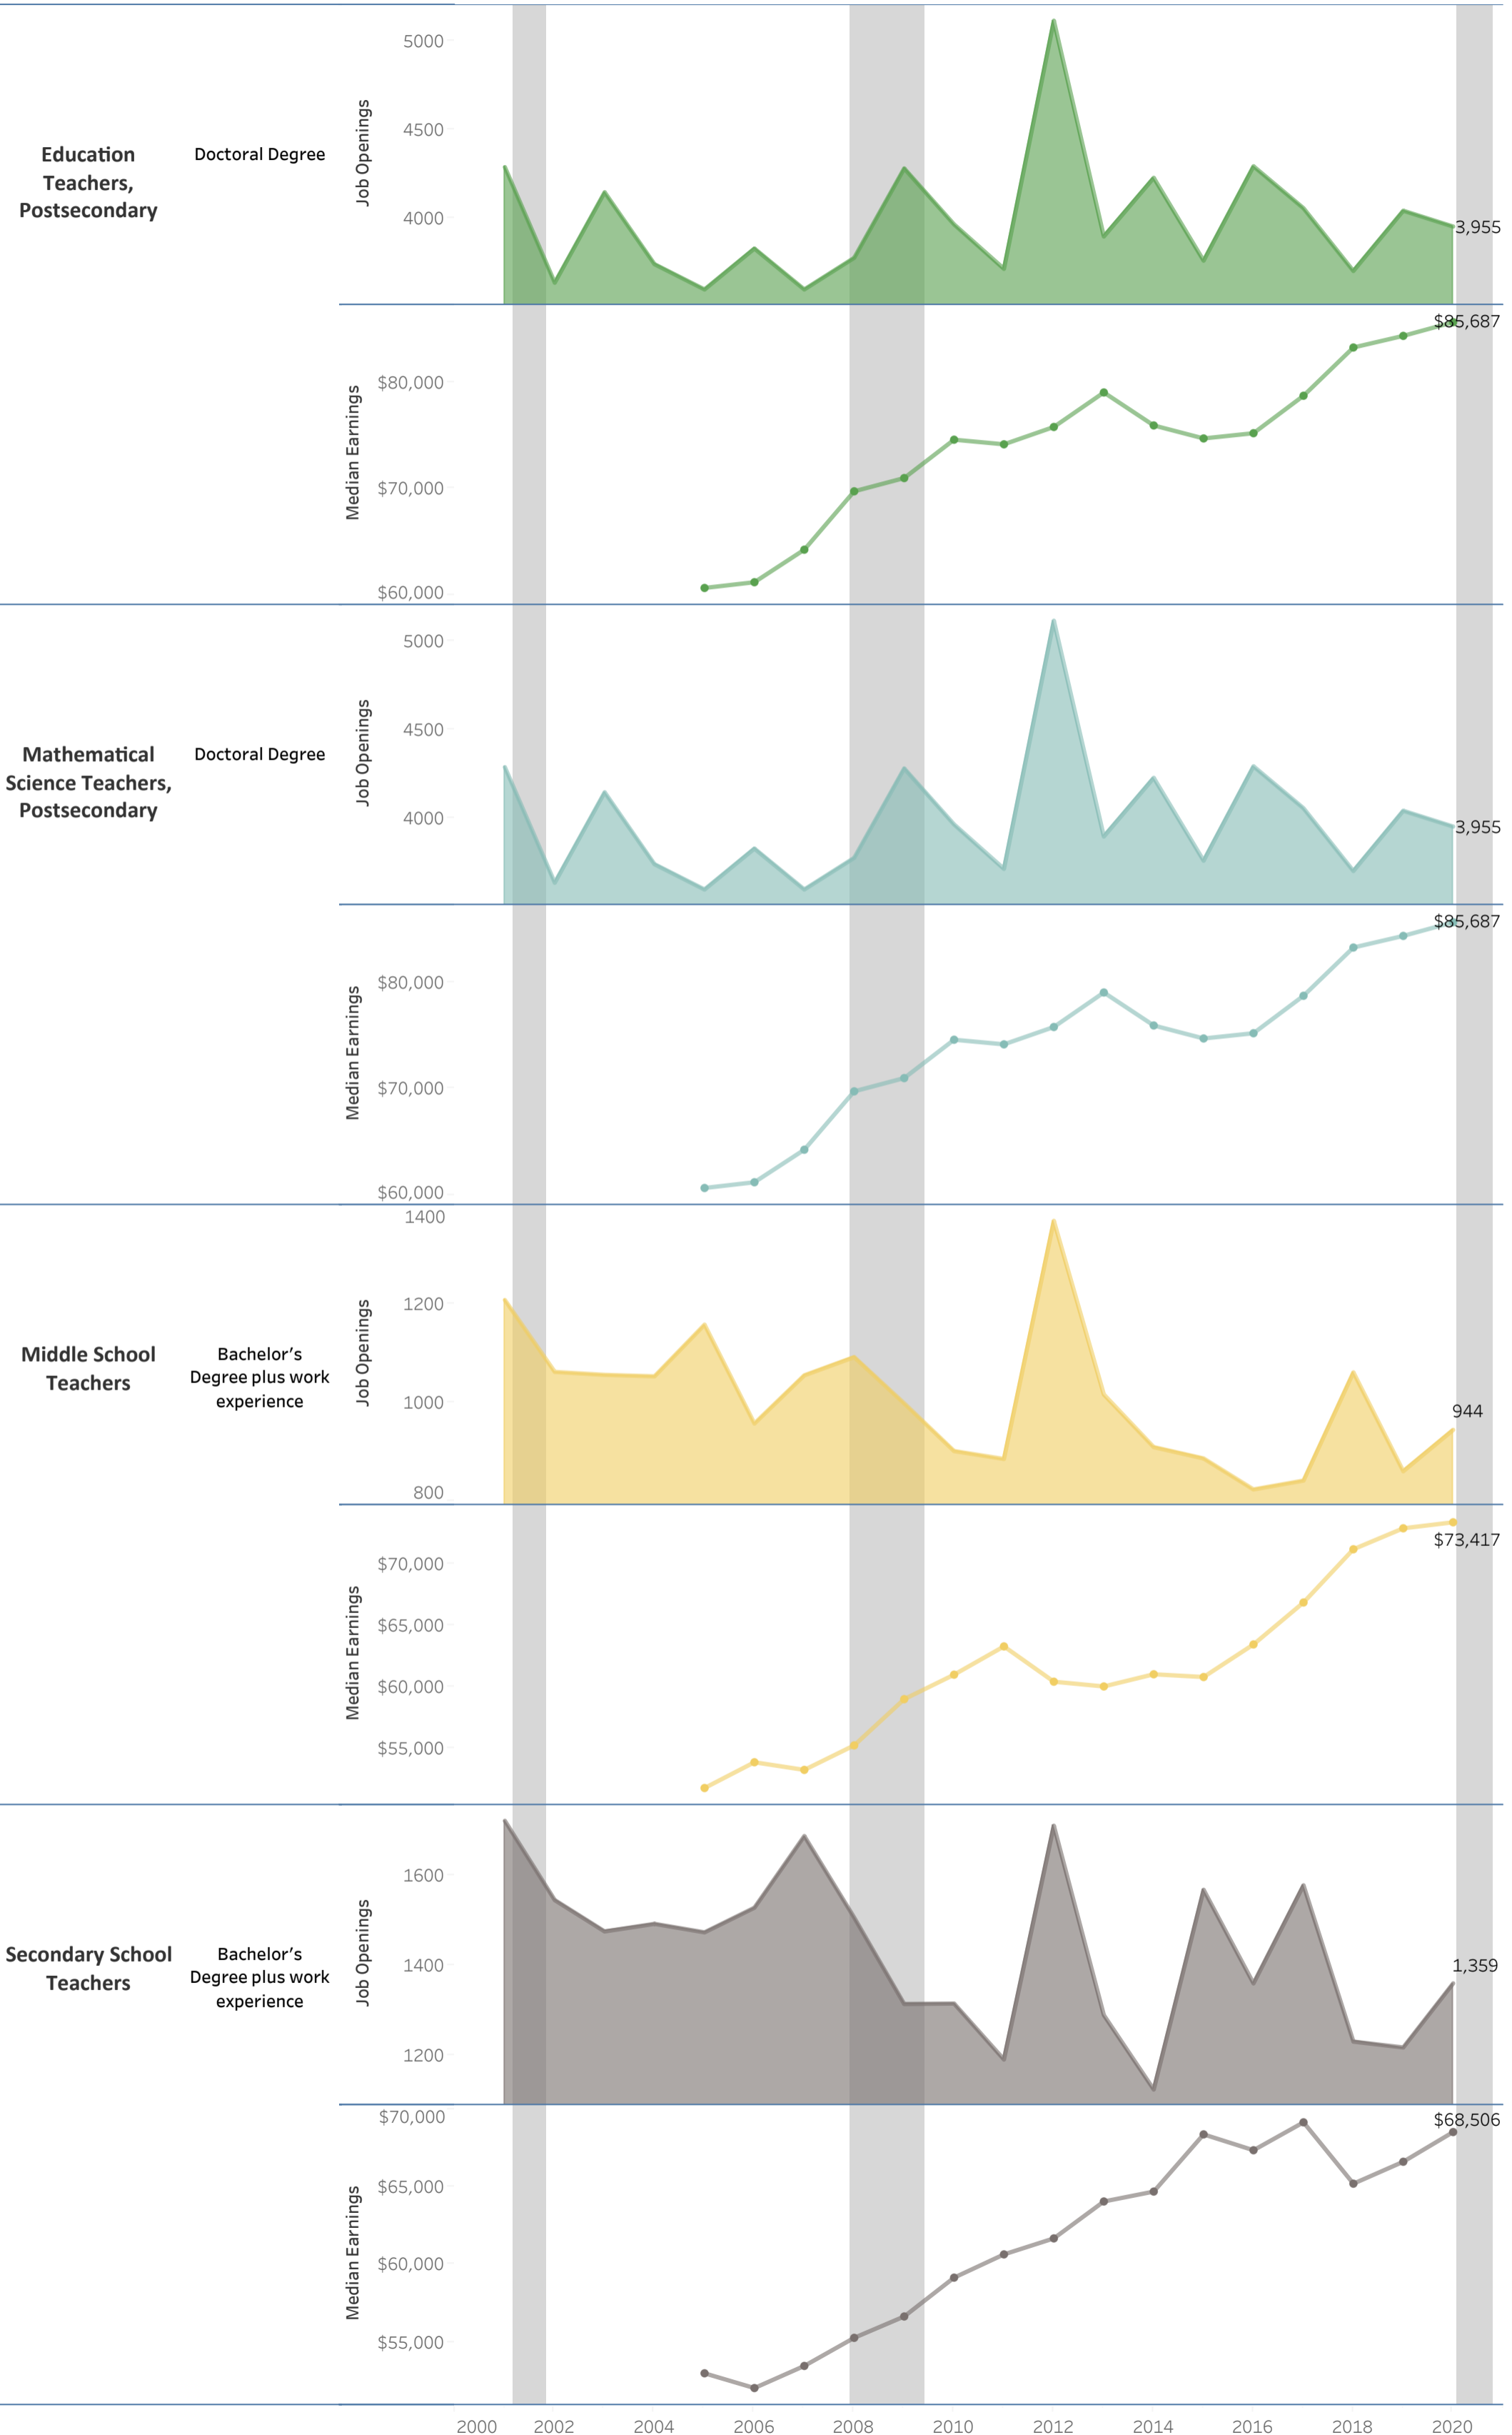 Education
Teachers,
Postsecondary
Doctoral Degree
Job Openings
5000
4500
4000
3,955
Median Earnings
$80,000
$70,000
$60,000
$85,687
Mathematical
Science Teachers,
Postsecondary
Doctoral Degree
Job Openings
5000
4500
4000
3,955
Median Earnings
$80,000
$70,000
$60,000
$85,687
Middle School
Teachers
Bachelor’s
Degree plus work
experience
Job Openings
1400
1200
1000
800
944
Median Earnings
$70,000
$65,000
$60,000
$55,000
$73,417
Secondary School
Teachers
Bachelor’s
Degree plus work
experience
Job Openings
1600
1400
1200
1,359
Median Earnings
$70,000
$65,000
$60,000
$55,000
$68,506
2000 2002 2004 2006 2008 2010 2012 2014 2016 2018 2020